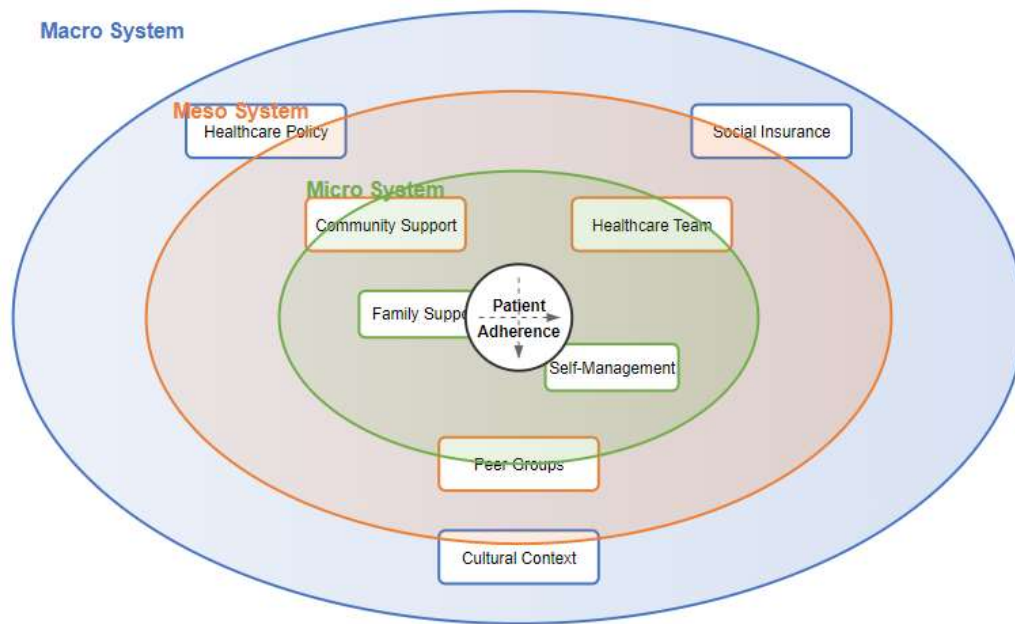 Macro System
Meso System
Healthcare Policy
Social Insurance
Micro System
Community Support
Healthcare Team
Family Suppo
Patient
Adherence
Self-Management
Peer Groups
Cultural Context